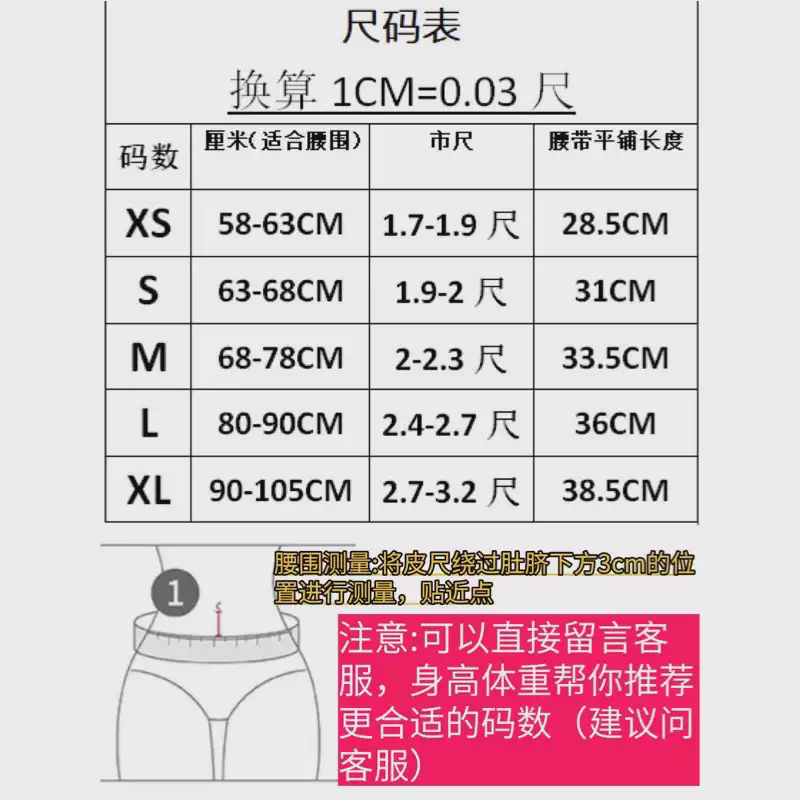 尺码表
换算 1CM=0.03 尺
码数 厘米(适合腰围) 市尺 腰带平铺长度
XS 58-63CM 1.7-1.9 尺 28.5CM
S 63-68CM 1.9-2 尺 31CM
M 68-78CM 2-2.3 尺 33.5CM
L 80-90CM 2.4-2.7 尺 36CM
XL 90-105CM 2.7-3.2 尺 38.5CM
腰围测量:将皮尺绕过肚脐下方3cm的位
置进行测量，贴近点
1
注意:可以直接留言客
服，身高体重帮你推荐
更合适的码数（建议问
客服）